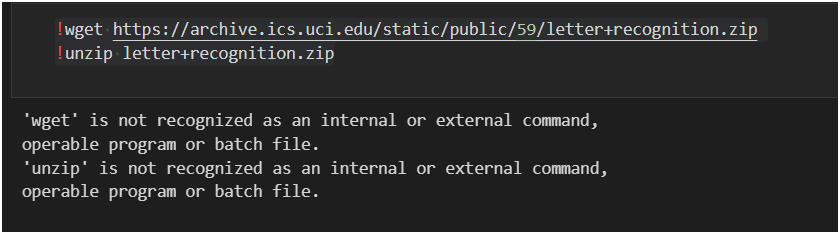 !wget https://archive.ics.uci.edu/static/public/59/letter+recognition.zip
!unzip letter+recognition.zip
'wget' is not recognized as an internal or external command,
operable program or batch file.
'unzip' is not recognized as an internal or external command,
operable program or batch file.